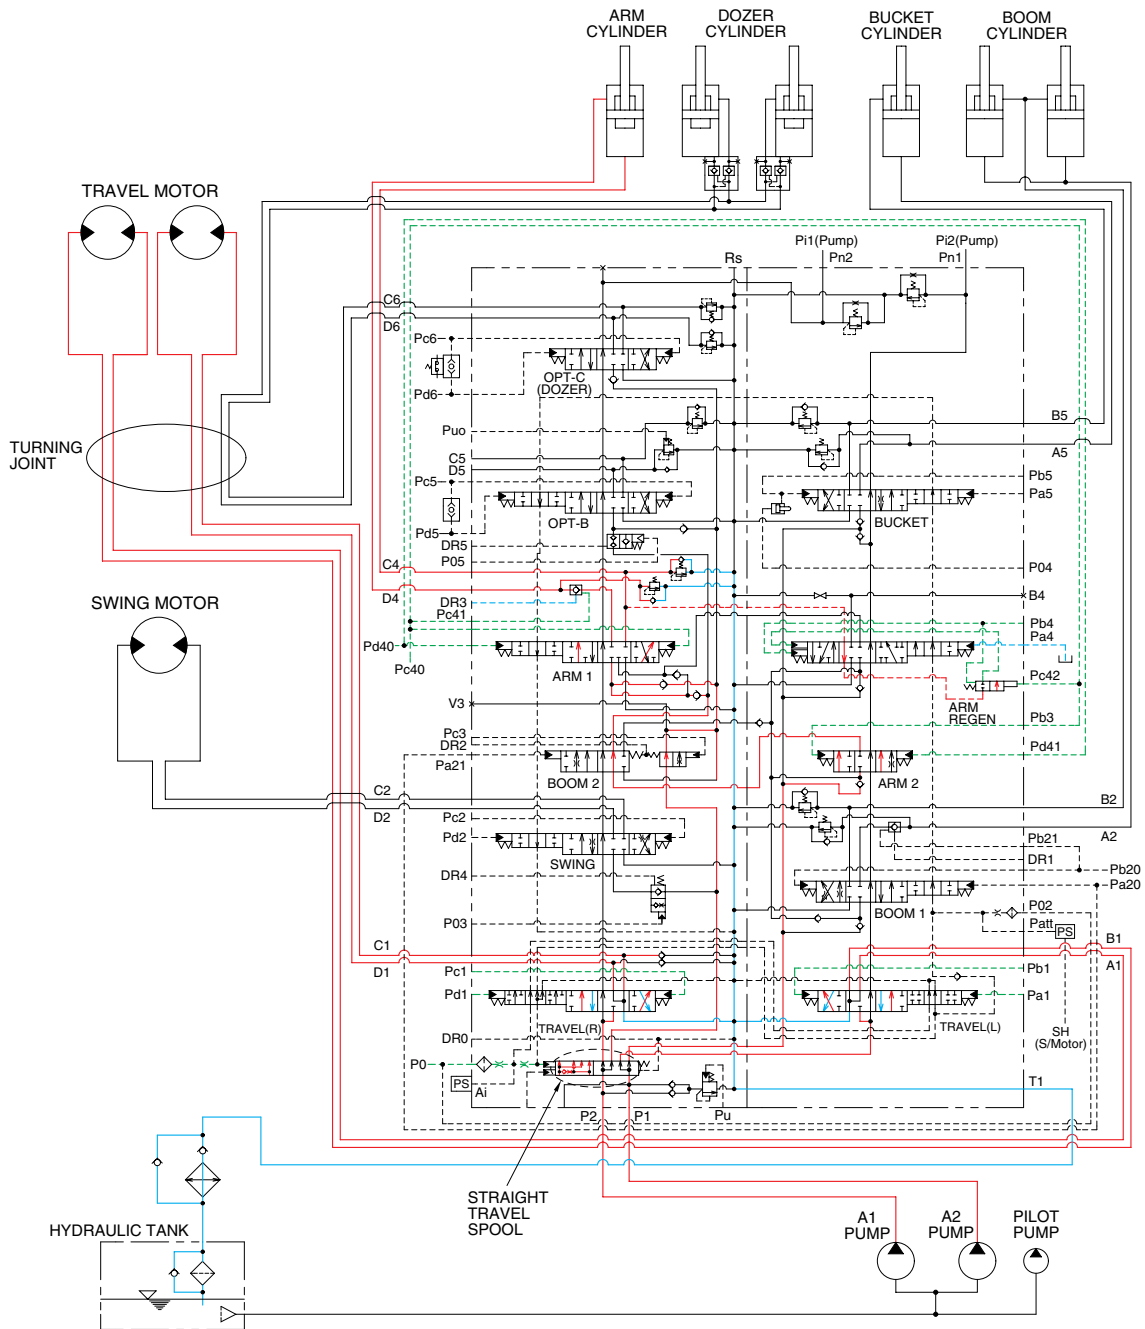 ARM
CYLINDER
DOZER
CYLINDER
BUCKET
CYLINDER
BOOM
CYLINDER
TRAVEL MOTOR
Pi1(Pump)
Pn2
Pi2(Pump)
Pn1
Rs
C6
D6
Pc6
OPT-C
(DOZER)
Pd6
Puo
C5
D5
Pc5
OPT-B
Pd5
DR5
P05
B5
A5
Pb5
Pa5
BUCKET
P04
TURNING
JOINT
C4
D4
DR3
Pc41
Pd40
Pc40
ARM 1
B4
Pb4
Pa4
Pc42
ARM
REGEN
SWING MOTOR
V3
Pc3
DR2
Pa21
BOOM 2
Pb3
Pd41
ARM 2
C2
D2
Pc2
Pd2
SWING
DR4
P03
B2
A2
Pb21
DR1
Pb20
Pa20
BOOM 1
P02
Patt
PS
C1
D1
Pc1
Pd1
TRAVEL(R)
B1
A1
Pb1
Pa1
TRAVEL(L)
SH
(S/Motor)
DR0
P0
PS
Ai
P2
P1
Pu
T1
STRAIGHT
TRAVEL
SPOOL
HYDRAULIC TANK
A1
PUMP
A2
PUMP
PILOT
PUMP